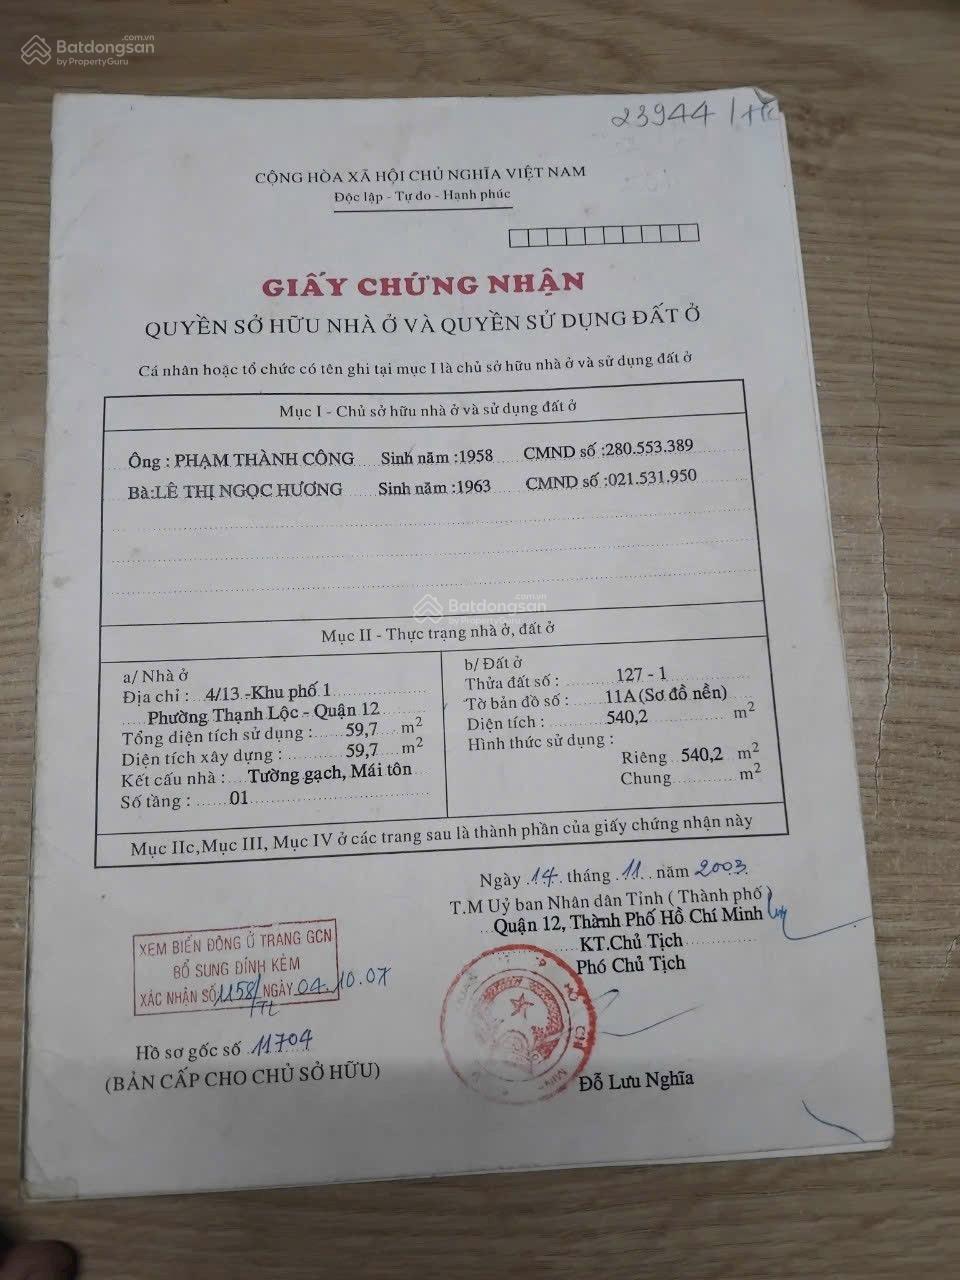 .com.vn
Batdongsan
by PropertyGuru
23944 /
CỘNG HÒA XÃ HỘI CHỦ NGHĨA VIỆT NAM
Độc lập - Tự do - Hạnh phúc
GIẤY CHỨNG NHẬN
QUYỀN SỞ HỮU NHÀ Ở VÀ QUYỀN SỬ DỤNG ĐẤT Ở
Cá nhân hoặc tổ chức có tên ghi tại mục I là chủ sở hữu nhà ở và sử dụng đất ở
Mục I - Chủ sở hữu nhà ở và sử dụng đất ở
Ông : PHẠM THÀNH CÔNG Sinh năm :1958 CMND số :280.553.389
Bà:LÊ THỊ NGỌC HƯƠNG Sinh năm :1963 CMND số :021.531.950
.com.vn
Batdongsan
by PropertyGuru
Mục II - Thực trạng nhà ở, đất ở
a/ Nhà ở
Địa chỉ : 4/13 -Khu phố 1
Phường Thạnh Lộc - Quận 12
Tổng diện tích sử dụng : 59,7 m2
Diện tích xây dựng : 59,7 m2
Kết cấu nhà : Tường gạch, Mái tôn
Số tầng : 01
b/ Đất ở
Thửa đất số : 127 - 1
Tờ bản đồ số : 11A (Sơ đồ nền)
Diện tích : 540,2 m2
Hình thức sử dụng :
Riêng 540,2 m2
Chung m2
Mục IIc,Mục III, Mục IV ở các trang sau là thành phần của giấy chứng nhận này
Ngày 14 tháng 11 năm 2003
T.M Uỷ ban Nhân dân Tỉnh ( Thành phố )
Quận 12, Thành Phố Hồ Chí Minh
KT.Chủ Tịch
Phó Chủ Tịch
Đỗ Lưu Nghĩa
XEM BIẾN ĐỘNG Ở TRANG GCN
BỔ SUNG ĐÍNH KÈM
XÁC NHẬN SỐ 1158/ NGÀY 04.10.07
Hồ sơ gốc số 11704
(BẢN CẤP CHO CHỦ SỞ HỮU)